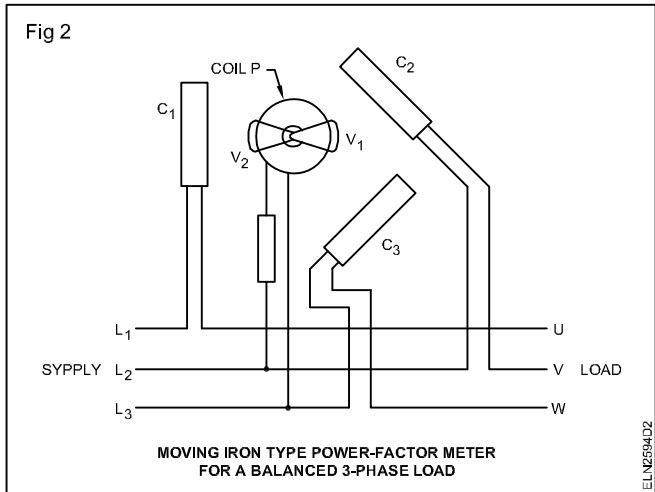 Fig 2
COIL P
C2
C1
V1
V2
C3
L1
U
SYPPLY L2
V LOAD
L3
W
MOVING IRON TYPE POWER-FACTOR METER
FOR A BALANCED 3-PHASE LOAD
ELN2594D2